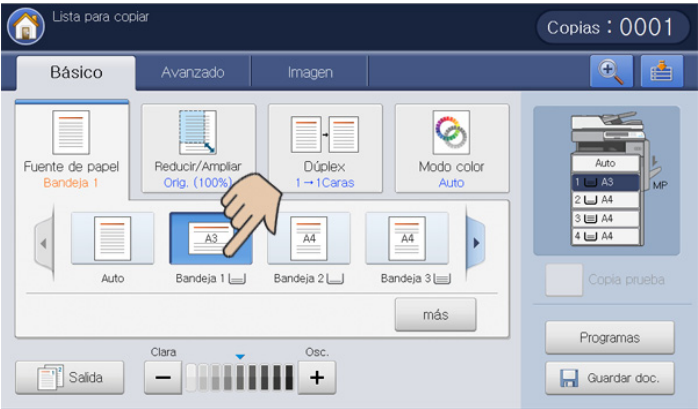 Lista para copiar
Copias : 0001
Básico
Avanzado
Imagen
Fuente de papel
Bandeja 1
Reducir/Ampliar
Orig. (100%)
Dúplex
1→1Caras
Modo color
Auto
A3
A4
A4
Auto
Bandeja 1
Bandeja 2
Bandeja 3
más
Salida
Clara
Osc.
Auto
1 A3
2 A4
3 A4
4 A4
MP
Copia prueba
Programas
Guardar doc.